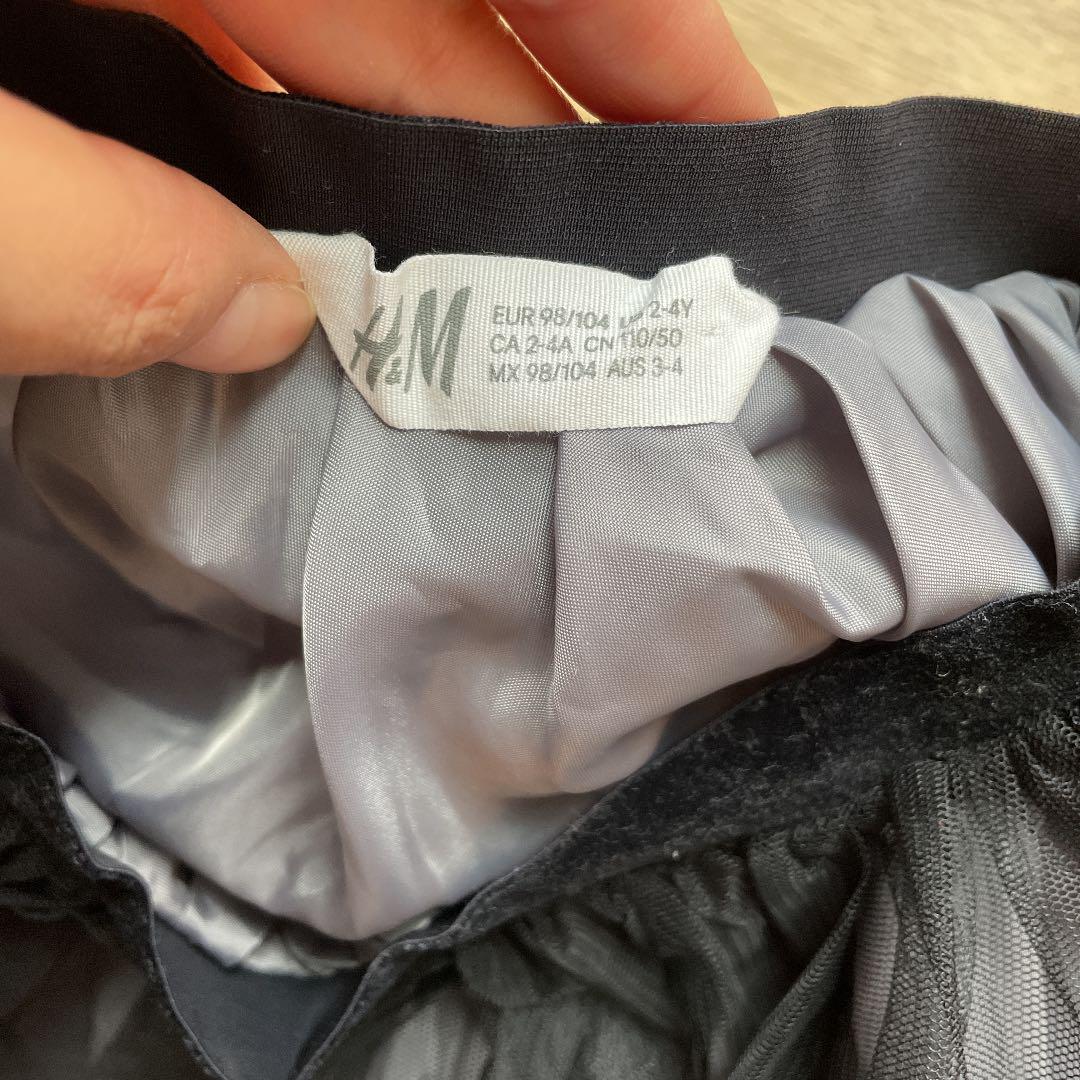 H&M
EUR 98/104 2-4Y
CA 2-4A CN 110/50
MX 98/104 AUS 3-4